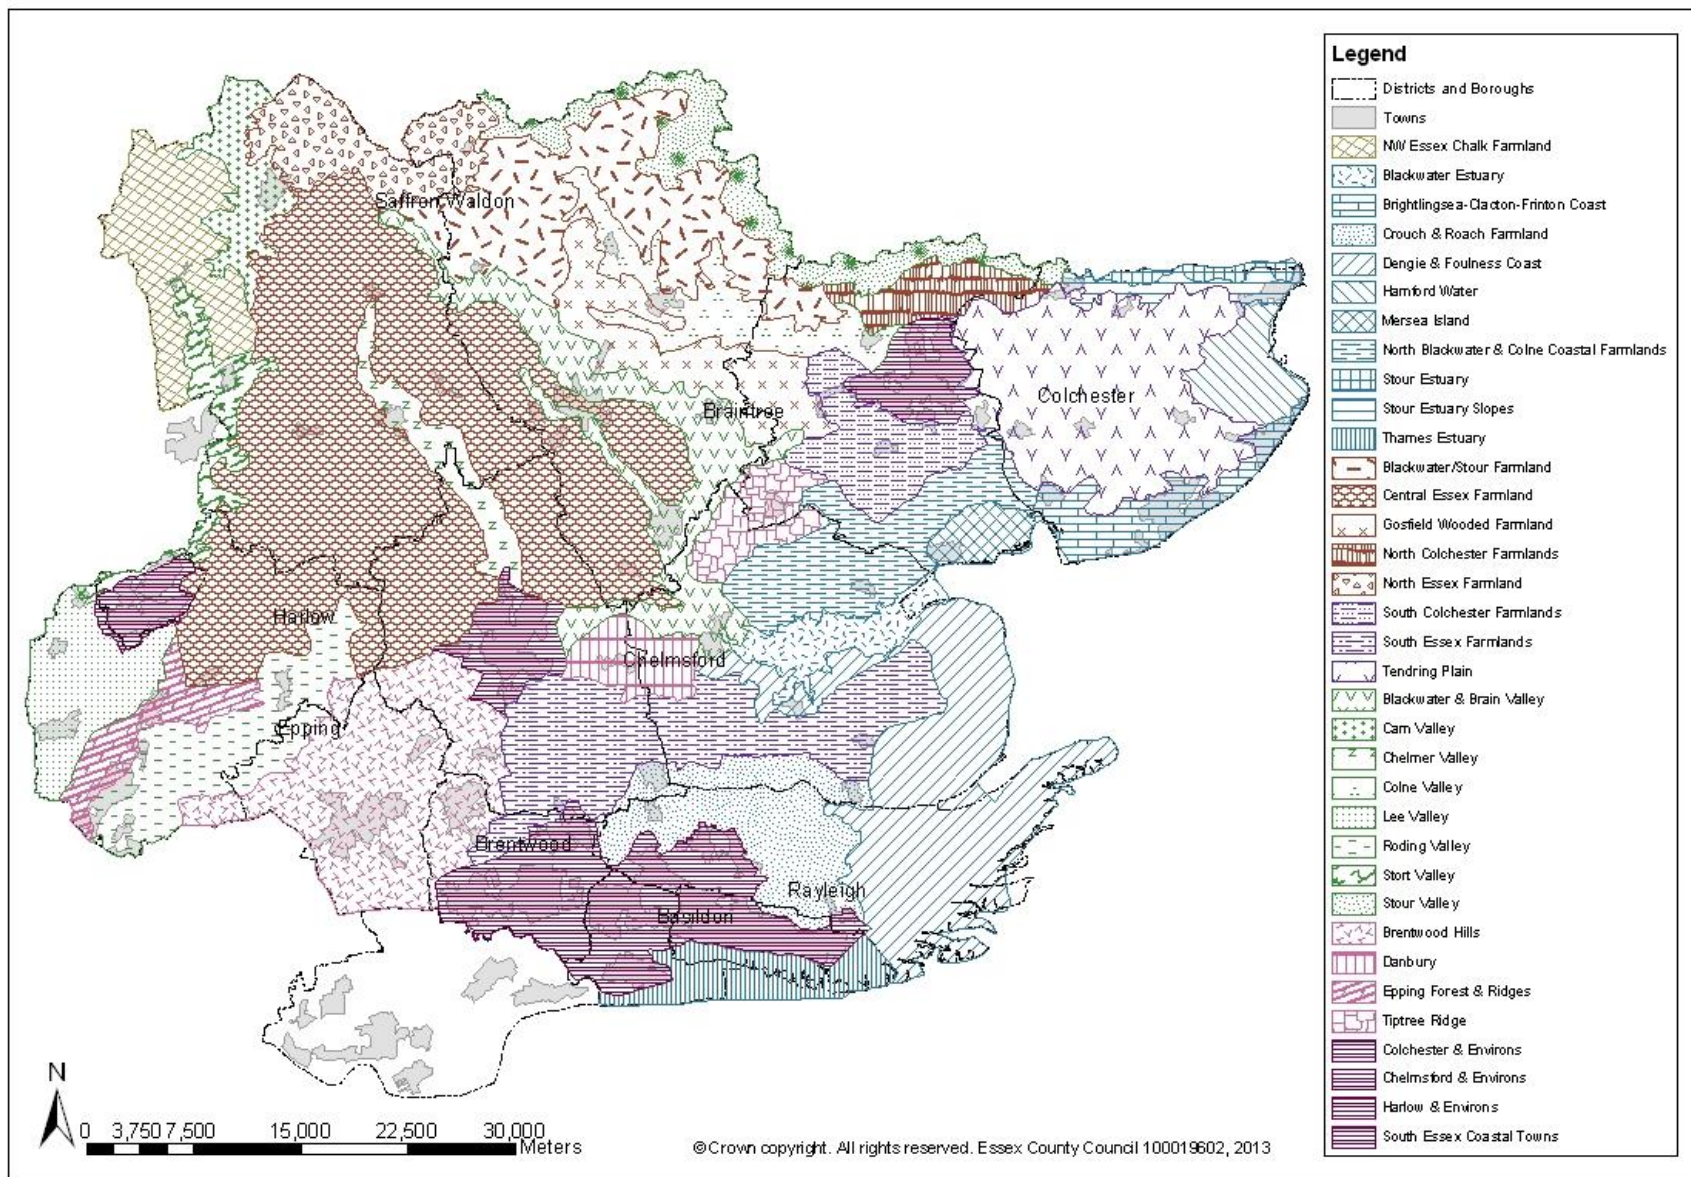 Saffron Waldon
Colchester
Braintree
Harlow
Chelmsford
Epping
Brentwood
Rayleigh
Basildon
N
0 3,750 7,500 15,000 22,500 30,000
Meters
©Crown copyright. All rights reserved. Essex County Council 100019602, 2013
Legend
Districts and Boroughs
Towns
NW Essex Chalk Farmland
Blackwater Estuary
Brightlingsea-Clacton-Frinton Coast
Crouch & Roach Farmland
Dengie & Foulness Coast
Hamford Water
Mersea Island
North Blackwater & Colne Coastal Farmlands
Stour Estuary
Stour Estuary Slopes
Thames Estuary
Blackwater/Stour Farmland
Central Essex Farmland
Gosfield Wooded Farmland
North Colchester Farmlands
North Essex Farmland
South Colchester Farmlands
South Essex Farmlands
Tendring Plain
Blackwater & Brain Valley
Cam Valley
Chelmer Valley
Colne Valley
Lee Valley
Roding Valley
Stort Valley
Stour Valley
Brentwood Hills
Danbury
Epping Forest & Ridges
Tiptree Ridge
Colchester & Environs
Chelmsford & Environs
Harlow & Environs
South Essex Coastal Towns